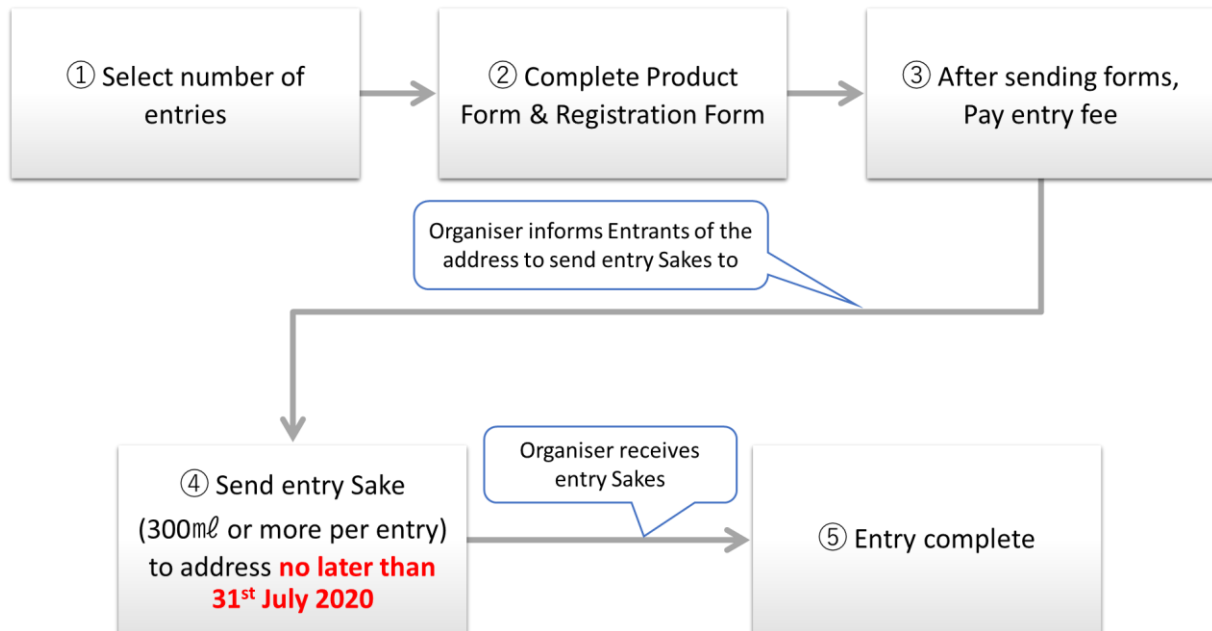 ① Select number of
entries
② Complete Product
Form & Registration Form
③ After sending forms,
Pay entry fee
Organiser informs Entrants of the
address to send entry Sakes to
④ Send entry Sake
(300㎖ or more per entry)
to address no later than
31st July 2020
Organiser receives
entry Sakes
⑤ Entry complete